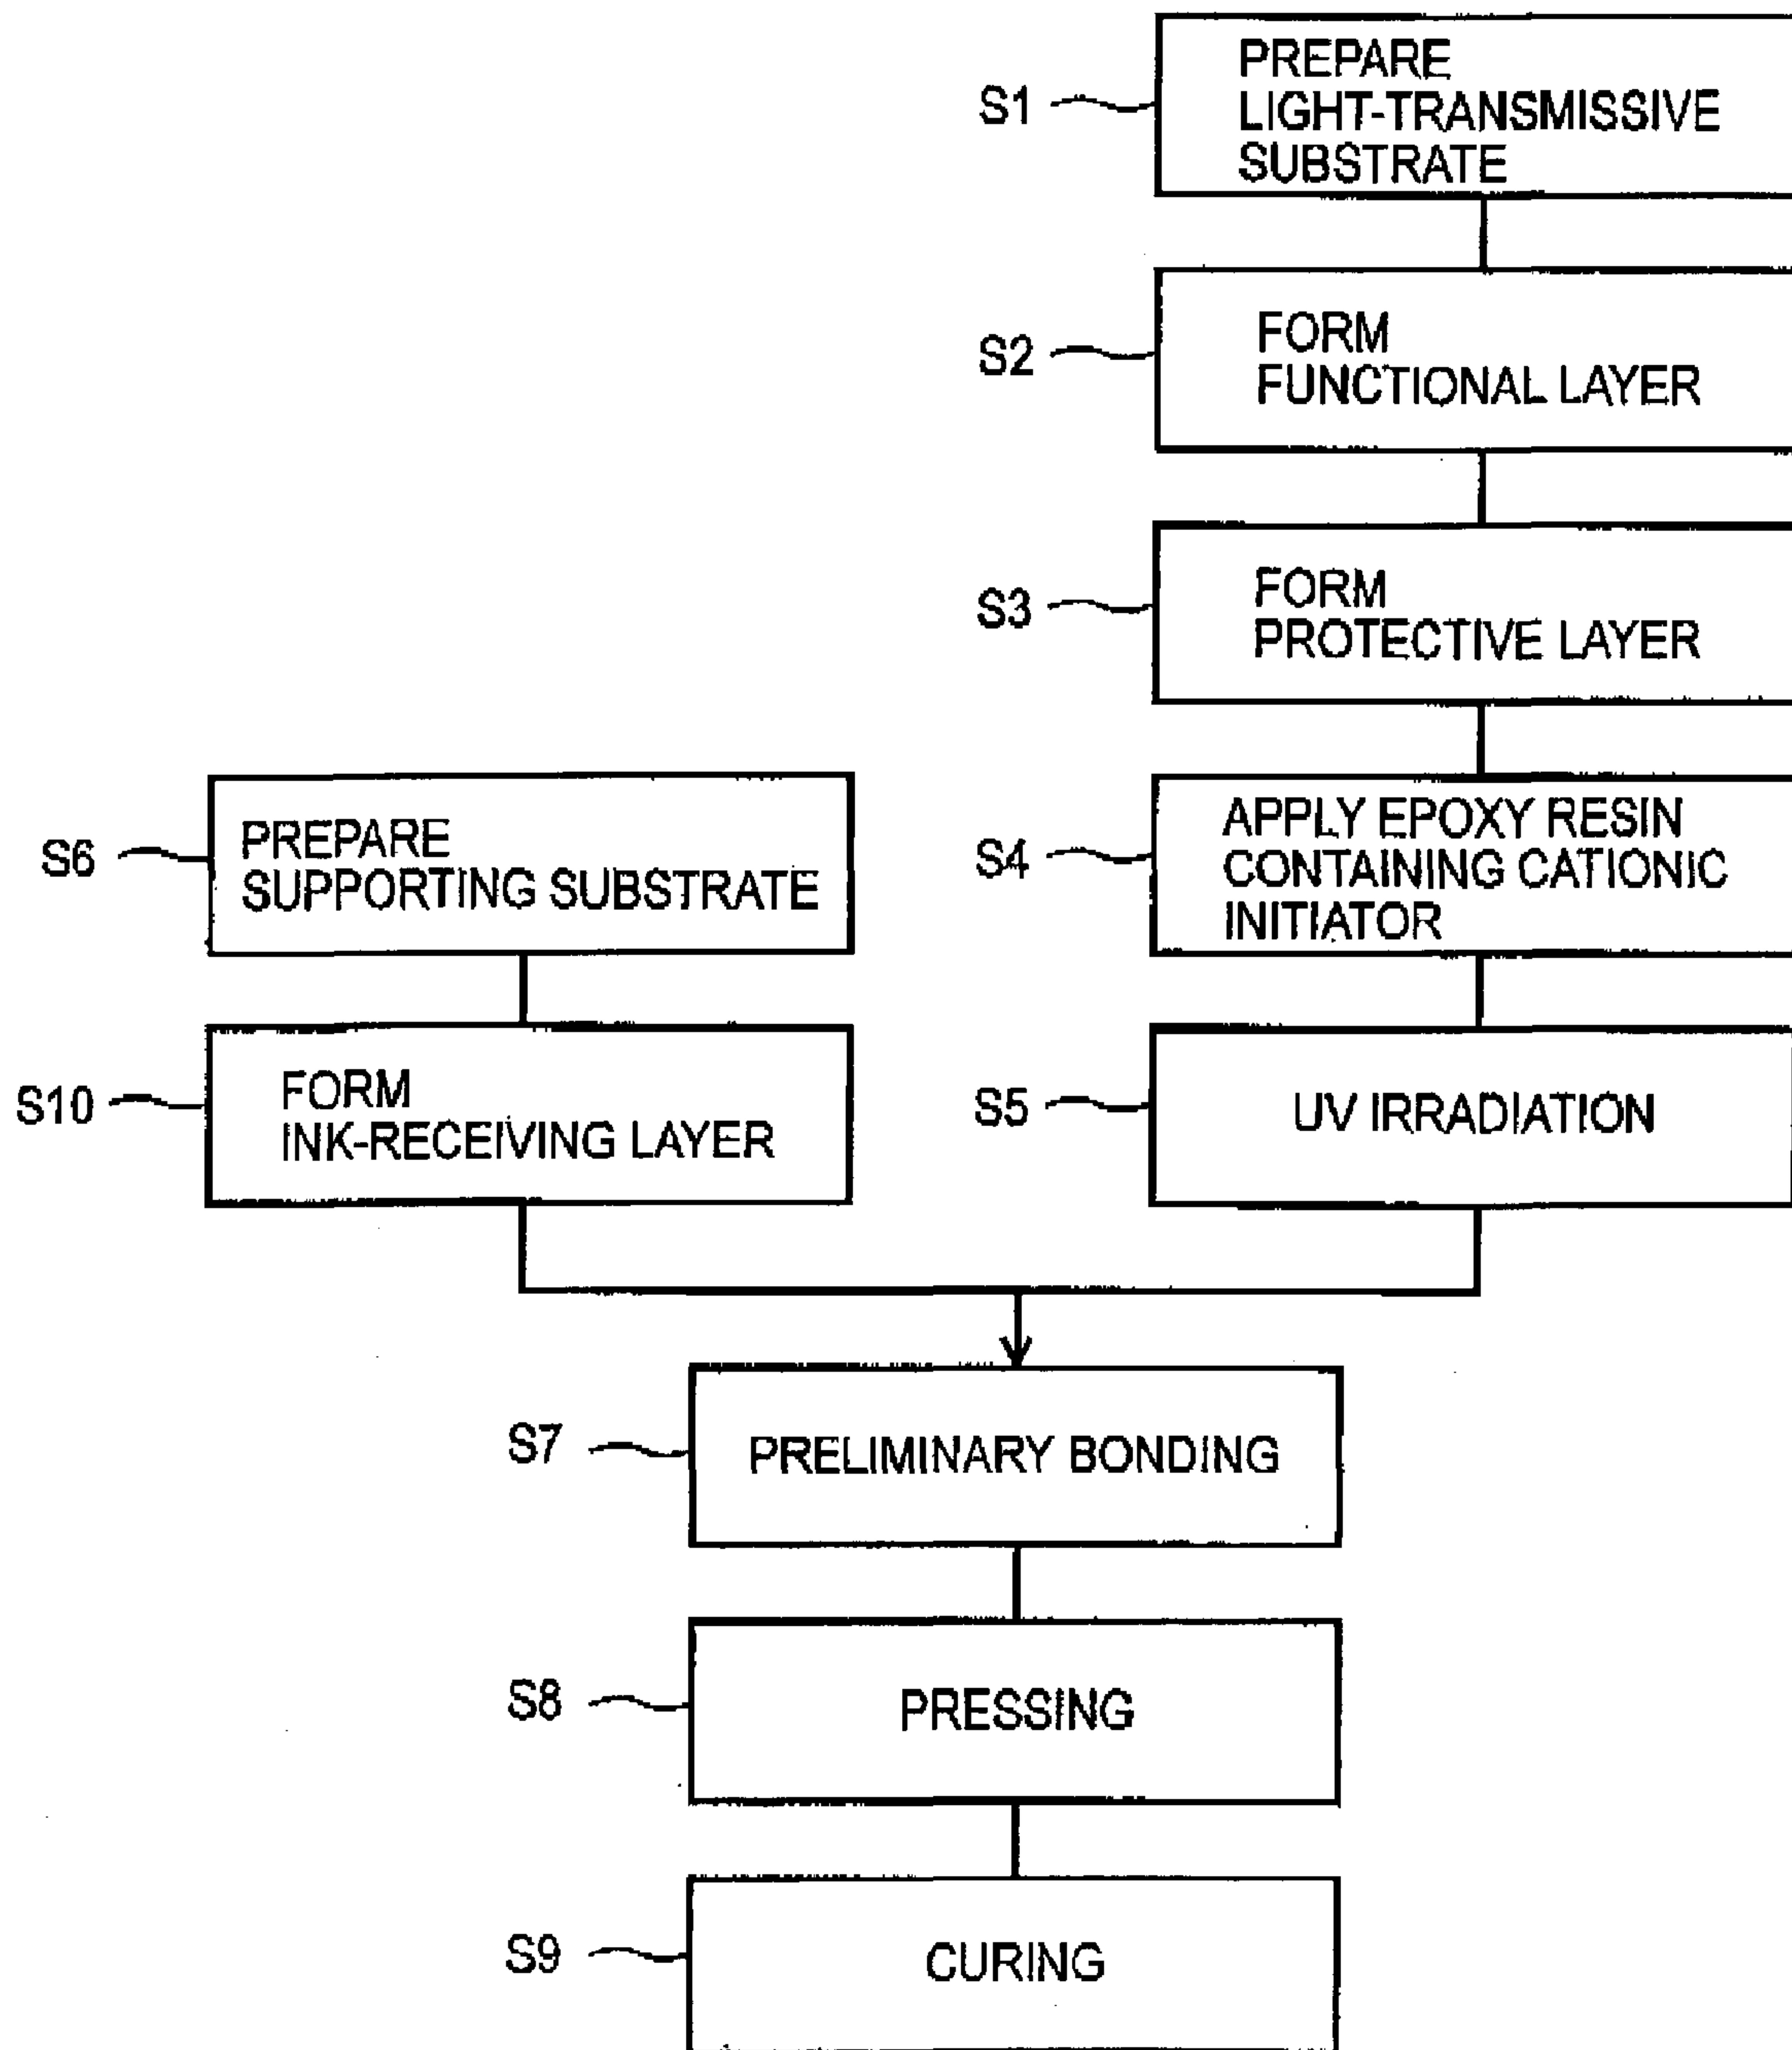 S1
PREPARE
LIGHT-TRANSMISSIVE
SUBSTRATE
S2
FORM
FUNCTIONAL LAYER
S3
FORM
PROTECTIVE LAYER
S6
PREPARE
SUPPORTING SUBSTRATE
S4
APPLY EPOXY RESIN
CONTAINING CATIONIC
INITIATOR
S10
FORM
INK-RECEIVING LAYER
S5
UV IRRADIATION
S7
PRELIMINARY BONDING
S8
PRESSING
S9
CURING